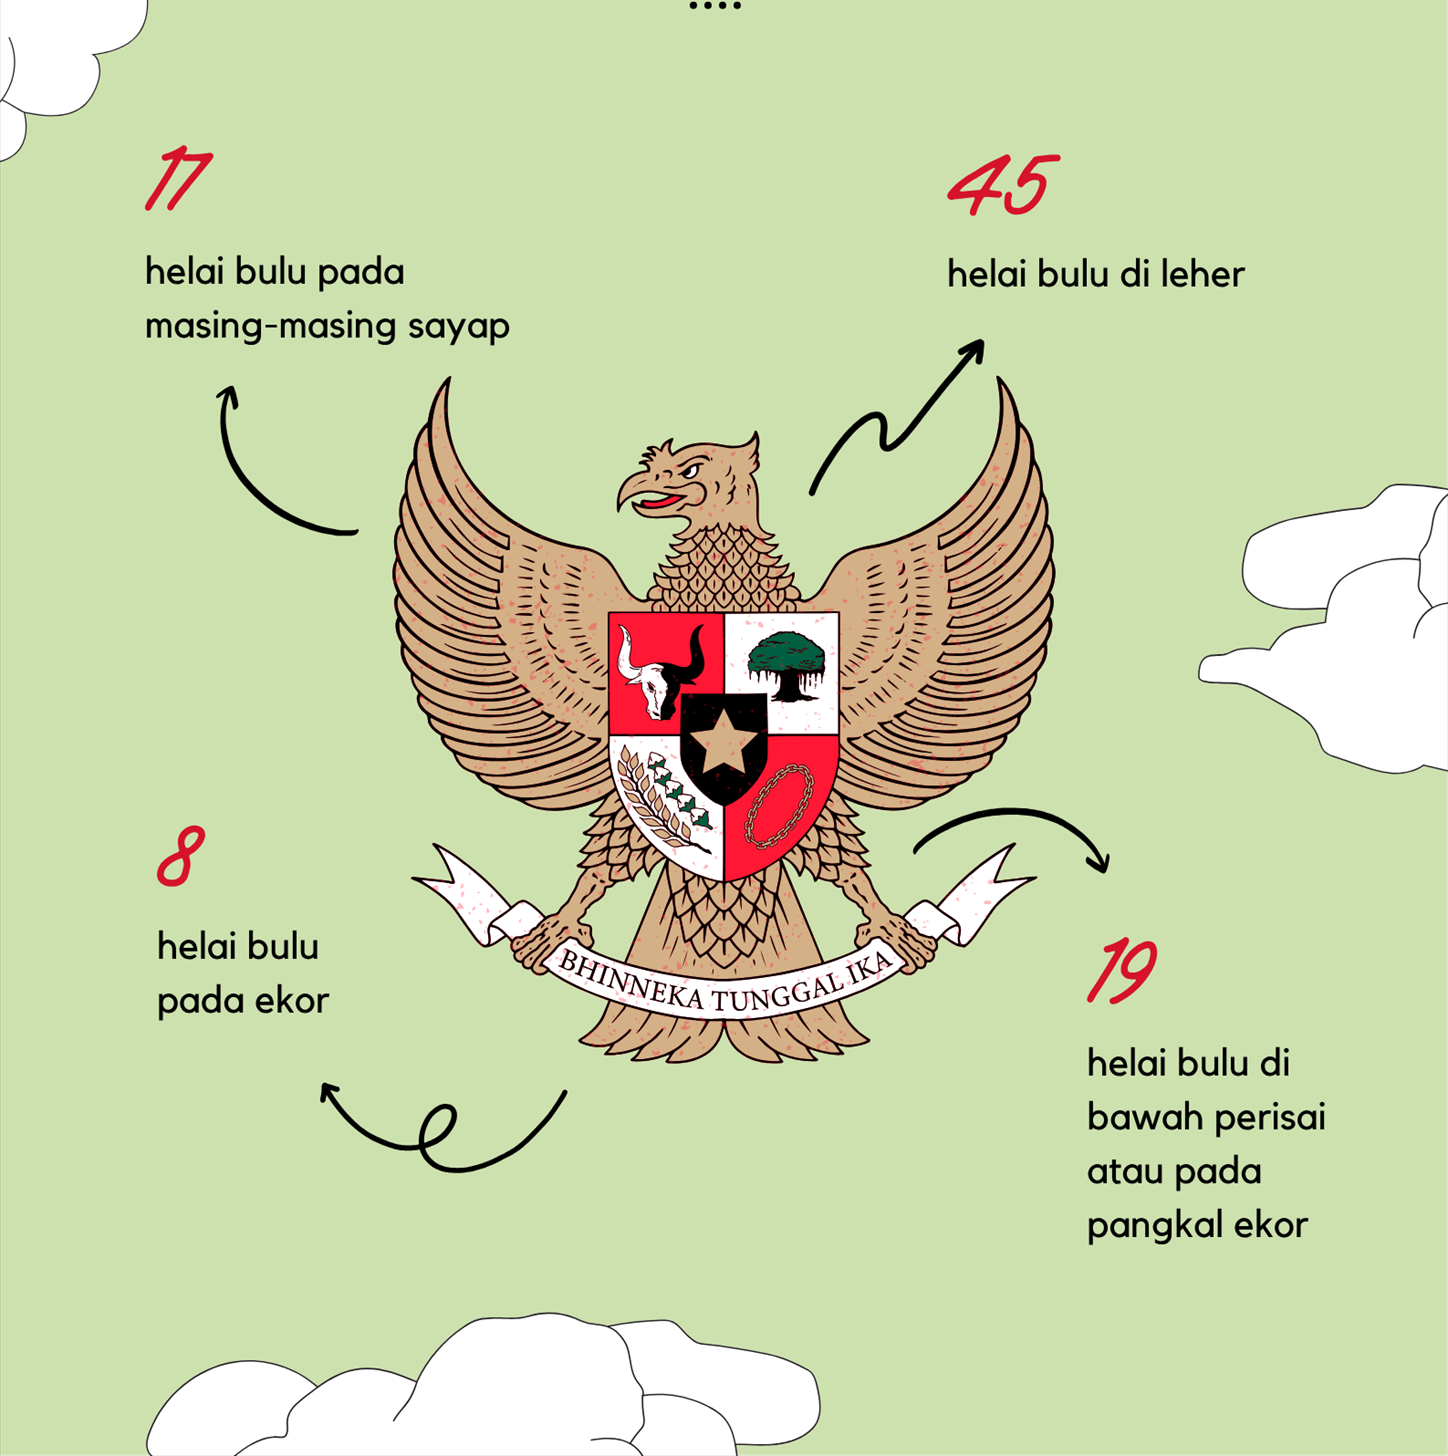 17
helai bulu pada
masing-masing sayap
45
helai bulu di leher
8
helai bulu
pada ekor
BHINNEKA TUNGGAL IKA
19
helai bulu di
bawah perisai
atau pada
pangkal ekor